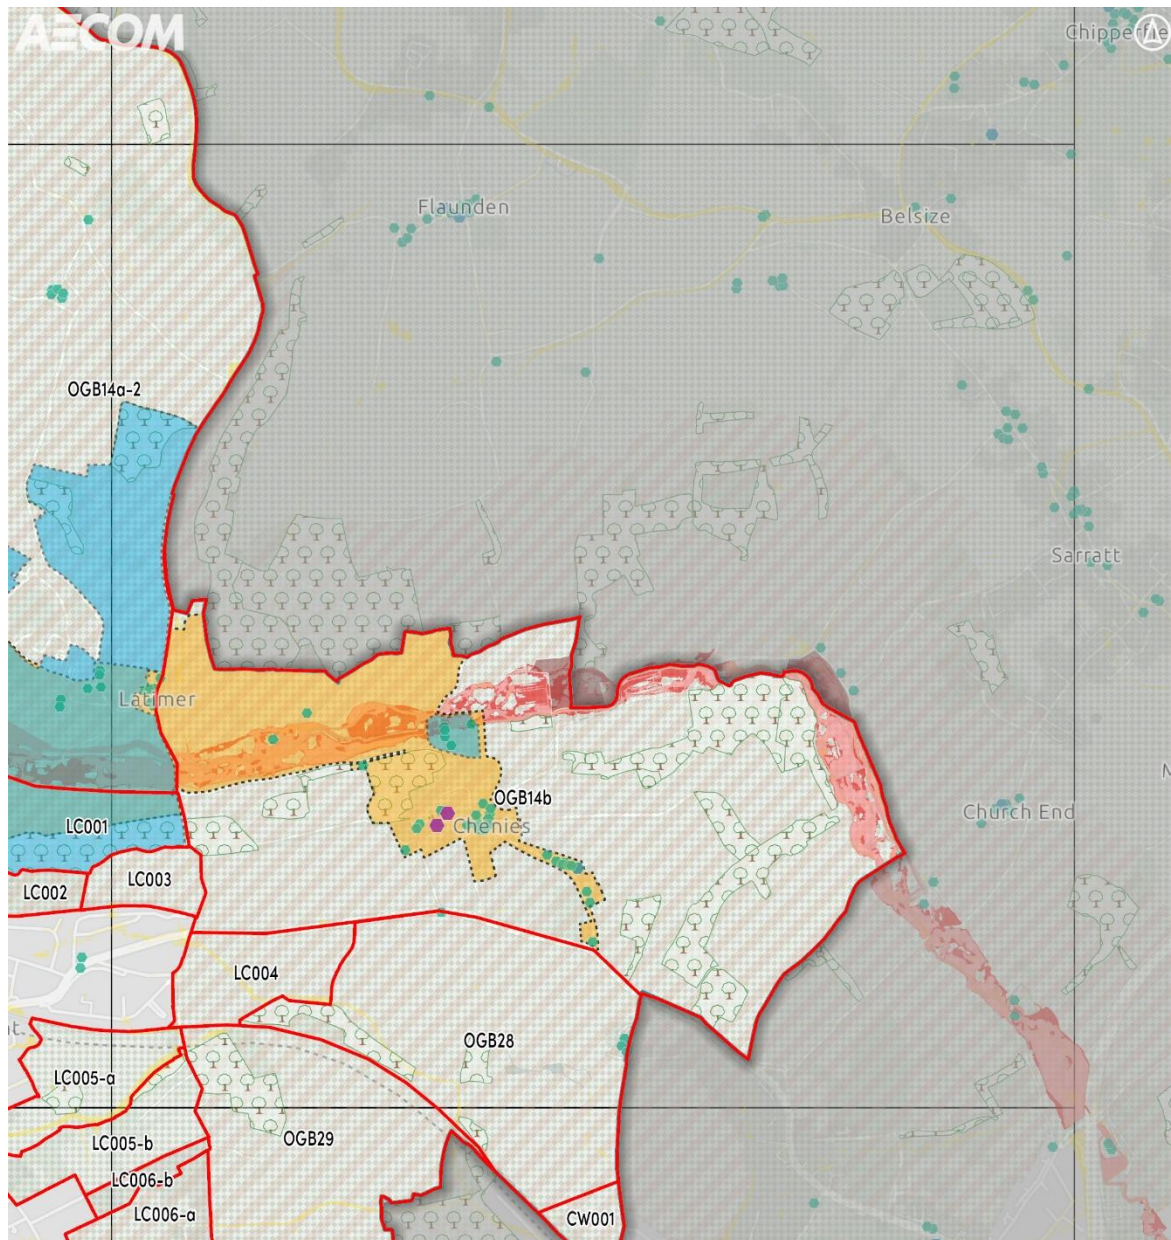 AECOM
Flaunden
Belsize
OGB14a-2
Sarratt
Latimer
OGB14b
Chenies
Church End
LC001
LC003
LC002
LC004
OGB28
LC005-a
OGB29
LC005-b
LC006-b
LC006-a
CW001